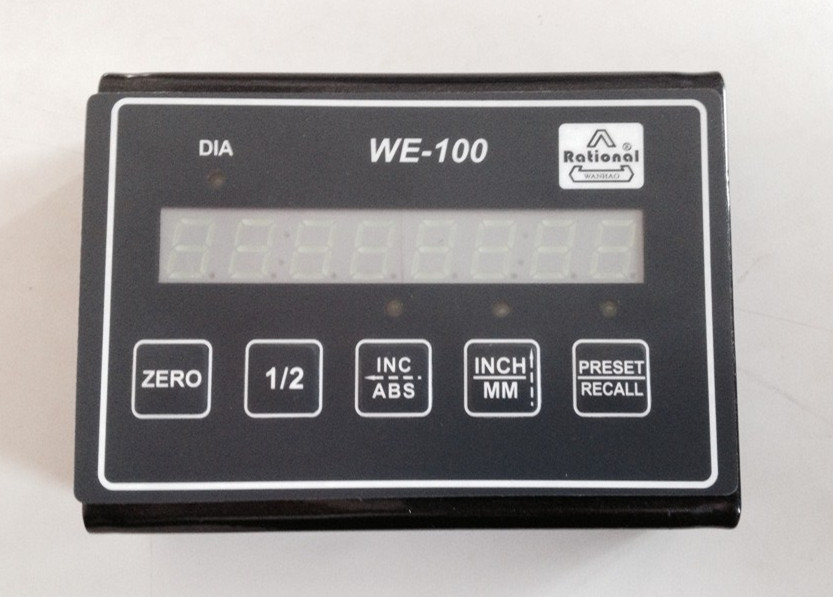 DIA
WE-100
Rational®
WANHAO
ZERO
1/2
INC
ABS
INCH
MM
PRESET
RECALL